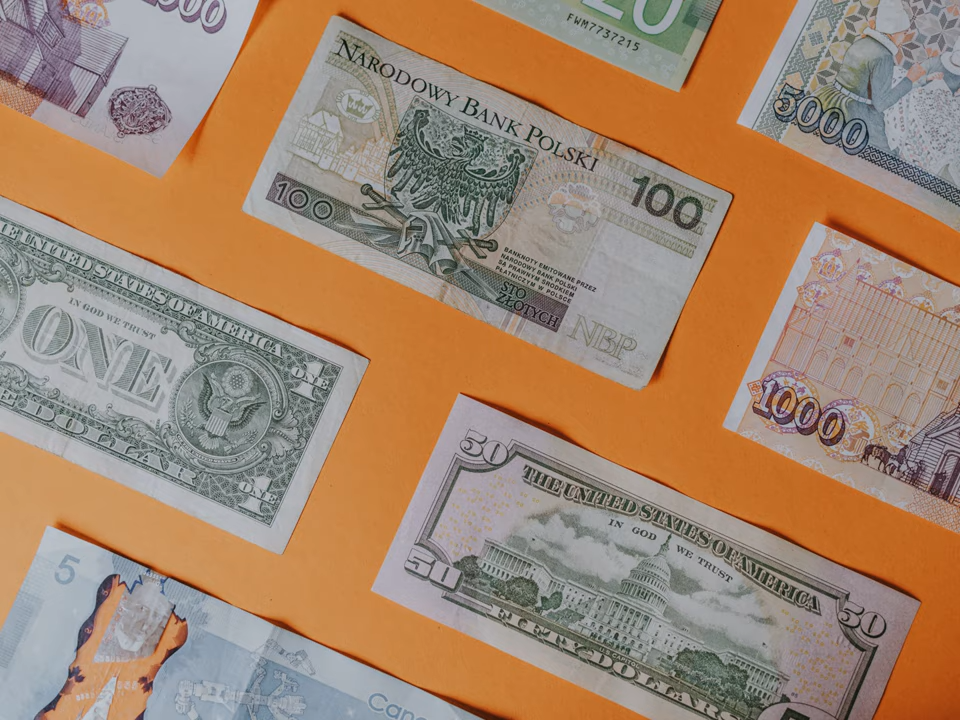 20
FWM7737215
5000
NARODOWY BANK POLSKI
100
100
BANKNOTY EMITOWANE PRZEZ
NARODOWY BANK POLSKI
SĄ PRAWNYM ŚRODKIEM
PŁATNICZYM W POLSCE
STO
ZŁOTYCH
NBP
THE UNITED STATES OF AMERICA
IN GOD WE TRUST
ONE
1
ONE
E DOLLAR
1
ONE
1000
50
THE UNITED STATES OF AMERICA
IN GOD WE TRUST
50
50
FIFTY DOLLARS
5
Can